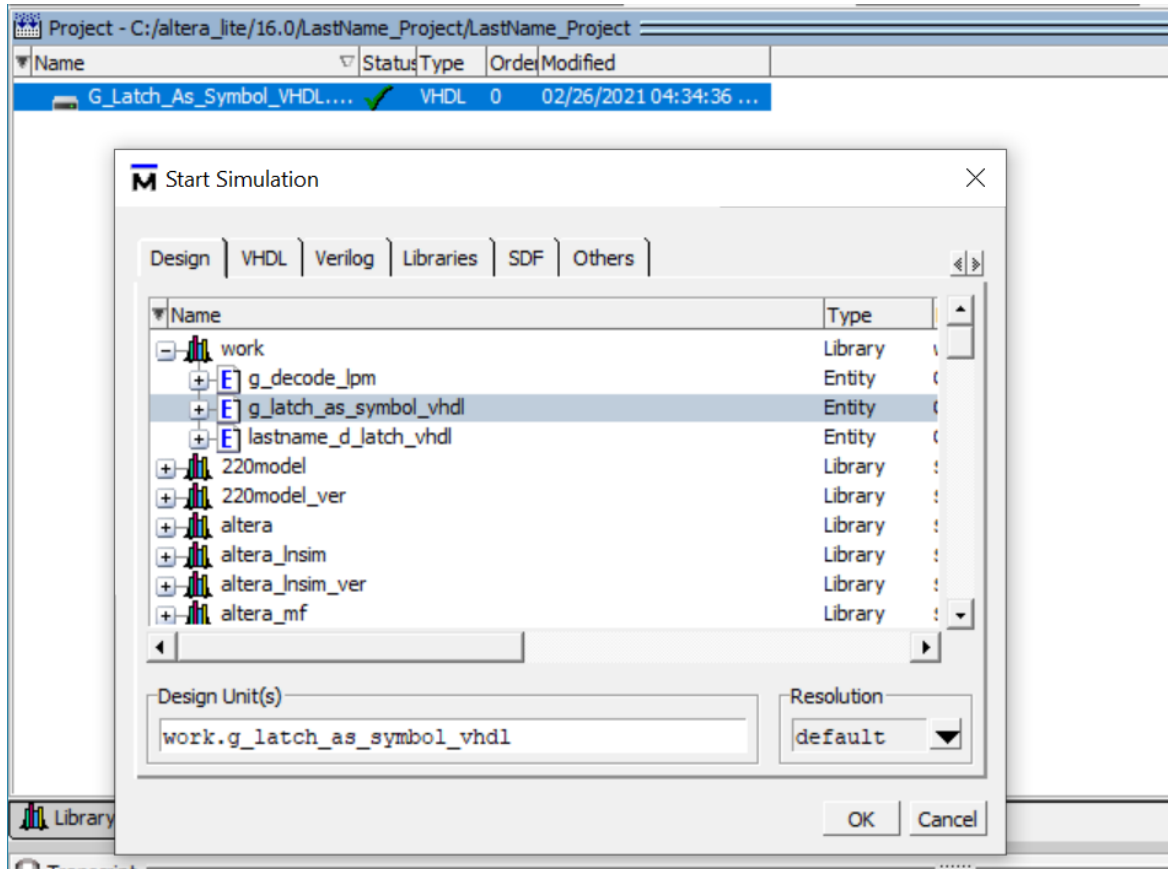 Project - C:/altera_lite/16.0/LastName_Project/LastName_Project
Name Status Type Order Modified
G_Latch_As_Symbol_VHDL.... VHDL 0 02/26/2021 04:34:36 ...
M Start Simulation
Design VHDL Verilog Libraries SDF Others
Name Type
work Library
g_decode_lpm Entity
g_latch_as_symbol_vhdl Entity
lastname_d_latch_vhdl Entity
220model Library
220model_ver Library
altera Library
altera_lnsim Library
altera_lnsim_ver Library
altera_mf Library
Design Unit(s) Resolution
work.g_latch_as_symbol_vhdl default
Library OK Cancel